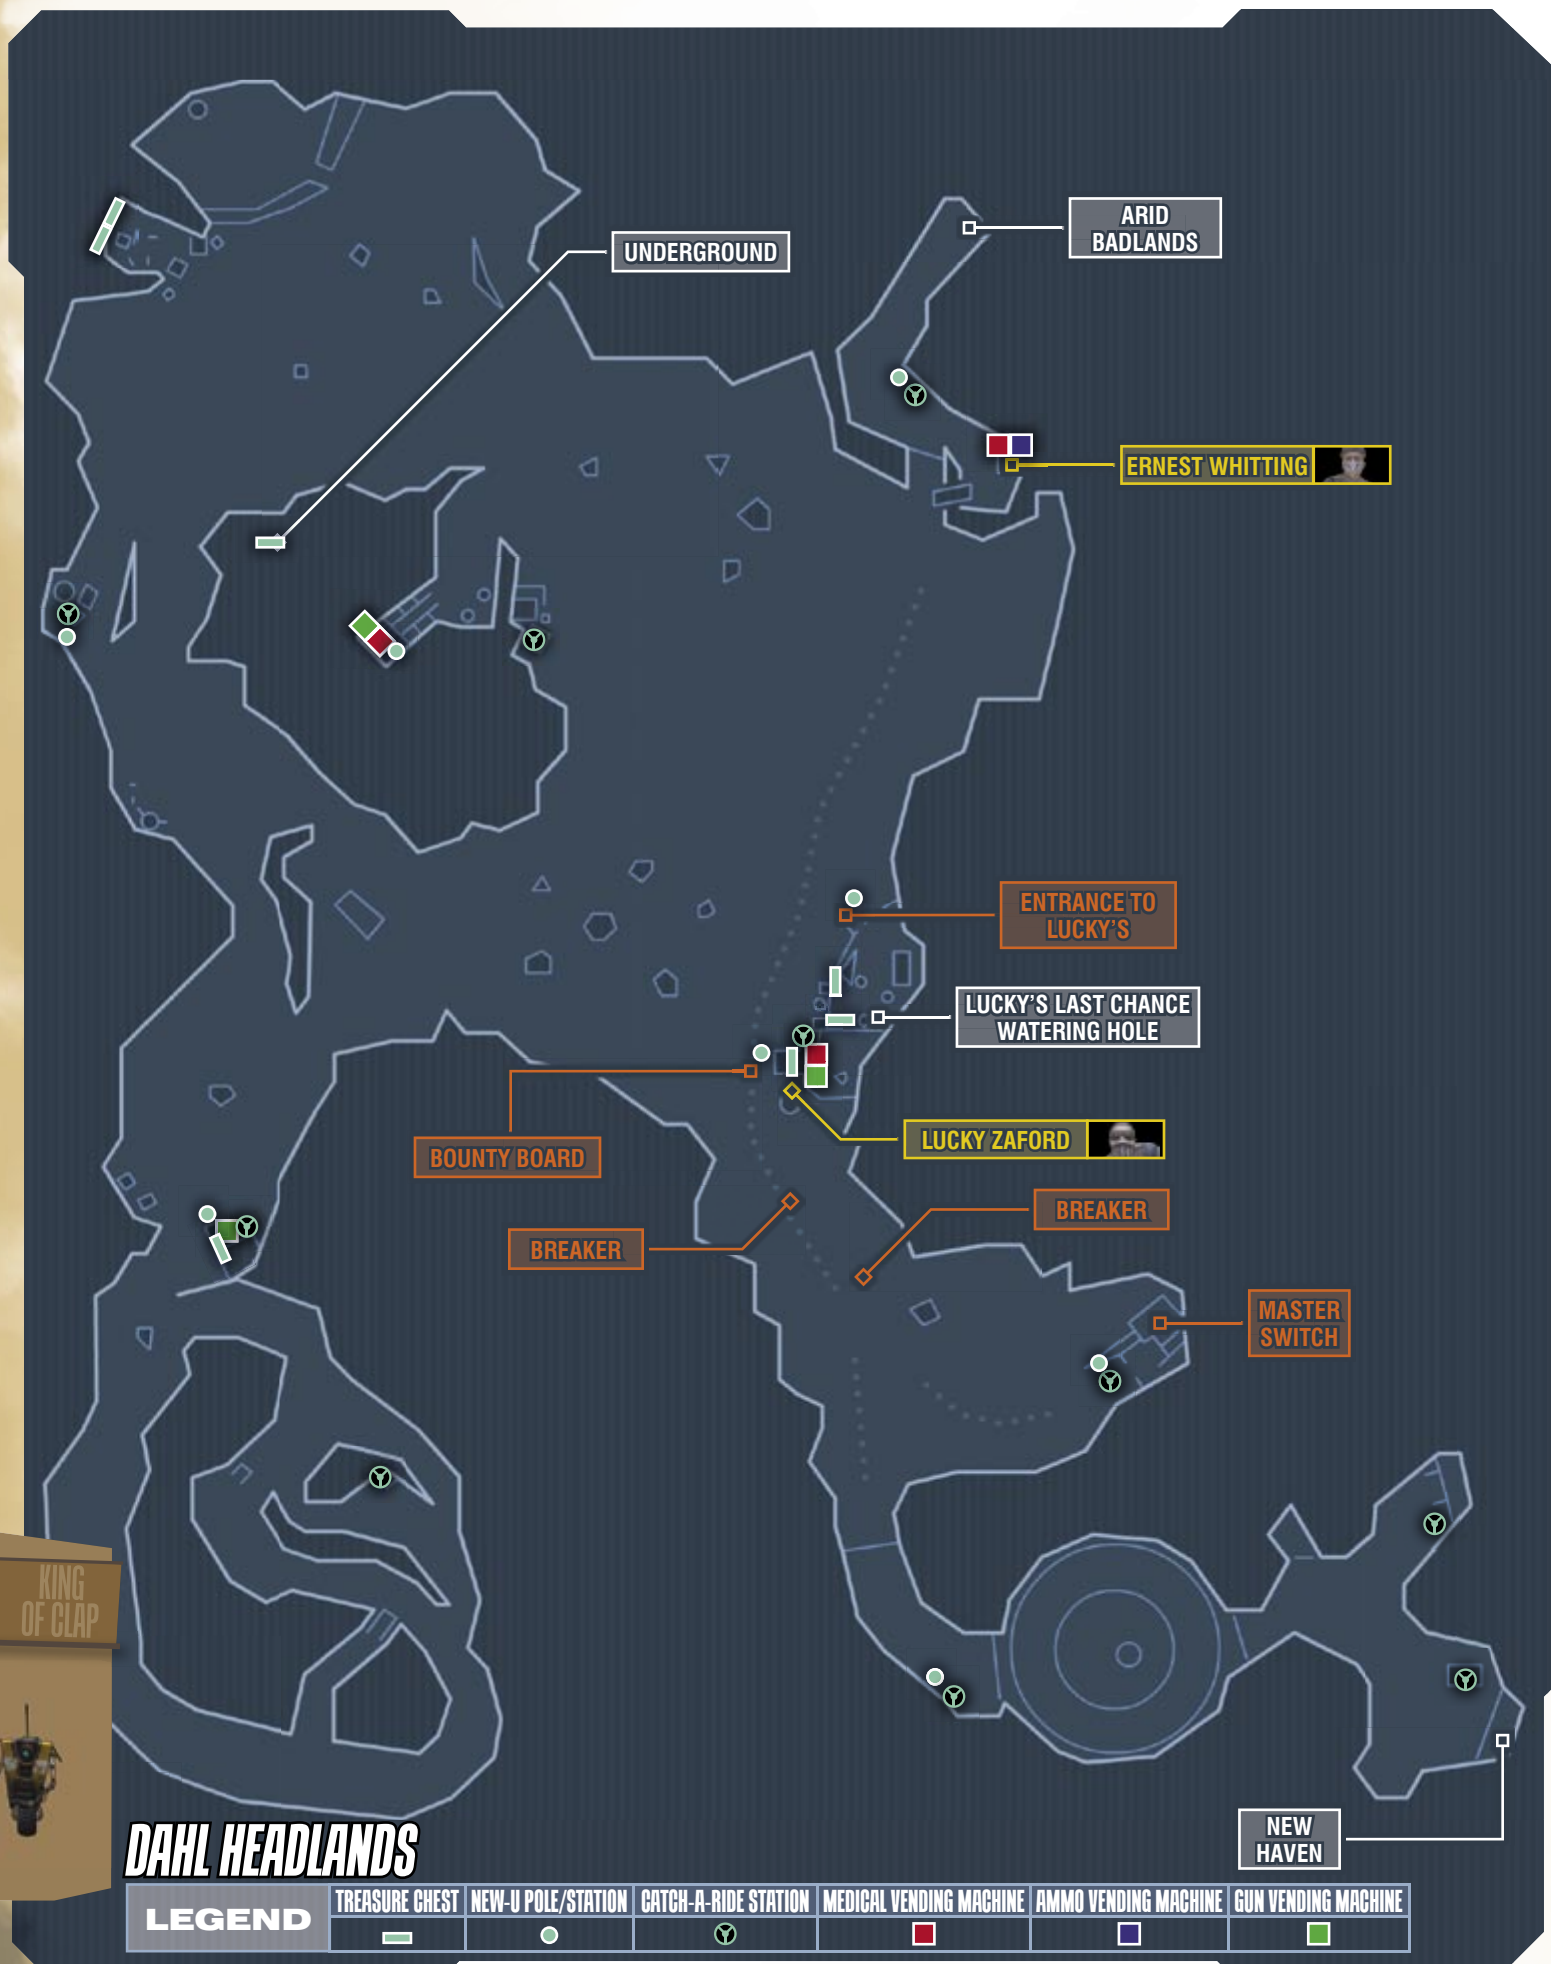 ARID
BADLANDS
UNDERGROUND
ERNEST WHITTING
ENTRANCE TO
LUCKY'S
LUCKY'S LAST CHANCE
WATERING HOLE
LUCKY ZAFORD
BOUNTY BOARD
BREAKER
BREAKER
MASTER
SWITCH
KING
OF CLAP
NEW
HAVEN
DAHL HEADLANDS
LEGEND
TREASURE CHEST
NEW-U POLE/STATION
CATCH-A-RIDE STATION
MEDICAL VENDING MACHINE
AMMO VENDING MACHINE
GUN VENDING MACHINE